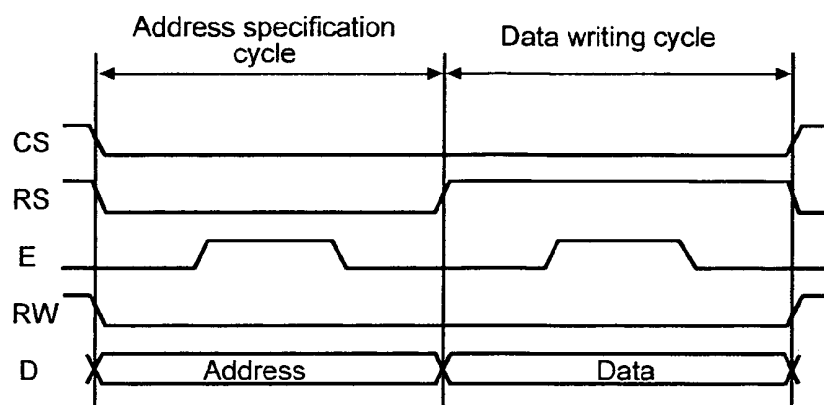 Address specification
cycle
Data writing cycle
CS
RS
E
RW
D
Address
Data